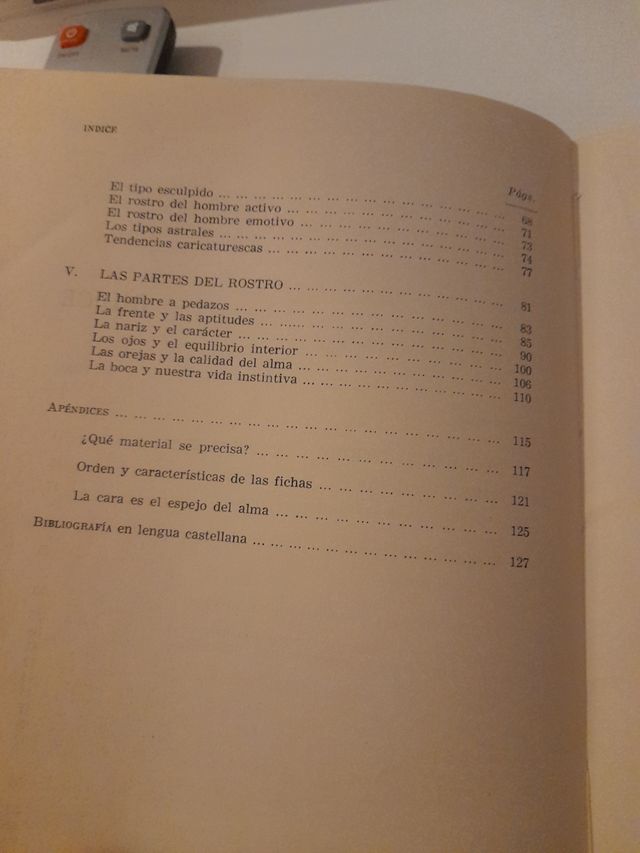 INDICE
Págs.
El tipo esculpido ... ... ... ... ... ... ... ... ... ... ... ... ... ... ... ... 68
El rostro del hombre activo ... ... ... ... ... ... ... ... ... ... ... ... 71
El rostro del hombre emotivo ... ... ... ... ... ... ... ... ... ... ... 73
Los tipos astrales ... ... ... ... ... ... ... ... ... ... ... ... ... ... ... ... 74
Tendencias caricaturescas ... ... ... ... ... ... ... ... ... ... ... ... ... 77
V. LAS PARTES DEL ROSTRO ... ... ... ... ... ... ... ... ... ... ... ... 81
El hombre a pedazos ... ... ... ... ... ... ... ... ... ... ... ... ... ... ... 83
La frente y las aptitudes ... ... ... ... ... ... ... ... ... ... ... ... ... 85
La nariz y el carácter ... ... ... ... ... ... ... ... ... ... ... ... ... ... ... 90
Los ojos y el equilibrio interior ... ... ... ... ... ... ... ... ... ... ... 100
Las orejas y la calidad del alma ... ... ... ... ... ... ... ... ... ... ... 106
La boca y nuestra vida instintiva ... ... ... ... ... ... ... ... ... ... ... 110
APÉNDICES ... ... ... ... ... ... ... ... ... ... ... ... ... ... ... ... ... ... ... ... 115
¿Qué material se precisa? ... ... ... ... ... ... ... ... ... ... ... ... ... 117
Orden y características de las fichas ... ... ... ... ... ... ... ... ... ... 121
La cara es el espejo del alma ... ... ... ... ... ... ... ... ... ... ... ... 125
BIBLIOGRAFÍA en lengua castellana ... ... ... ... ... ... ... ... ... ... ... ... ... 127